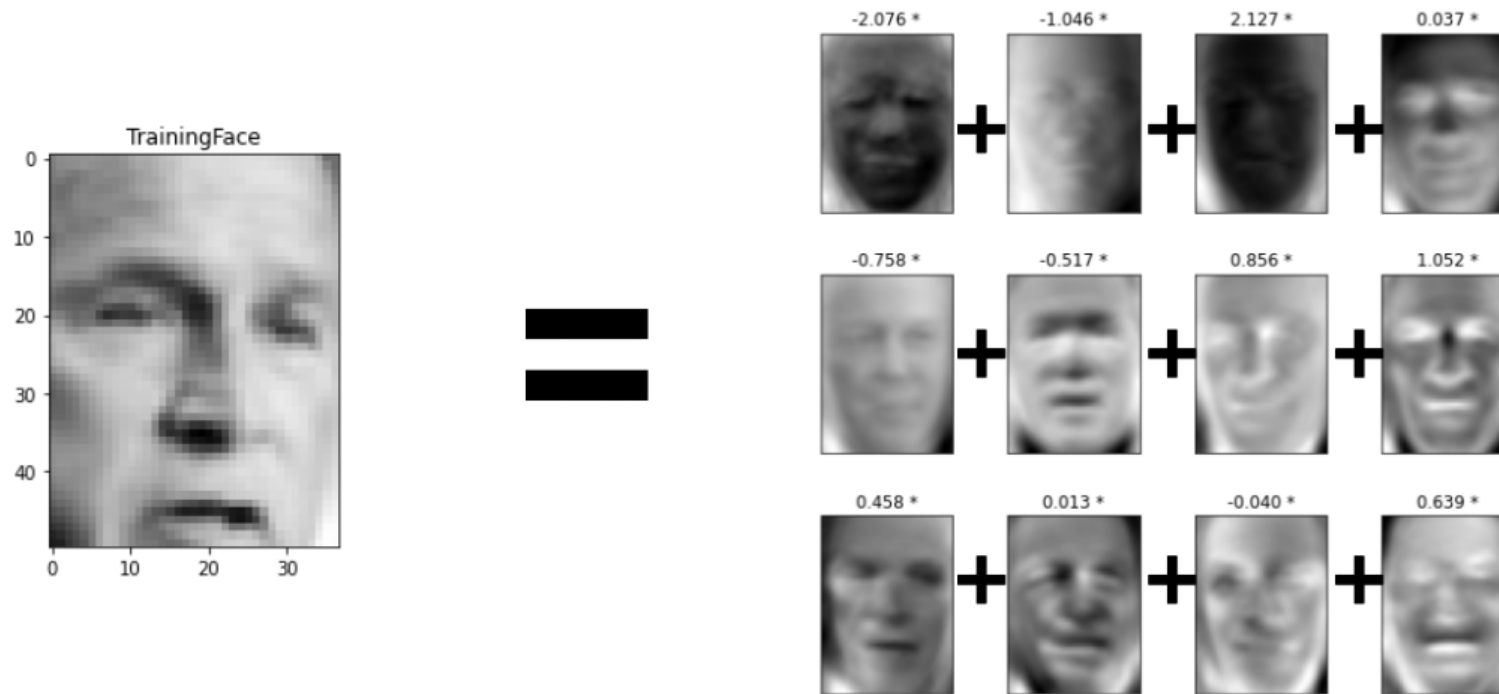 -2.076 * -1.046 * 2.127 * 0.037 *
TrainingFace
0
10
20
30
40
0 10 20 30
+ + +
=
-0.758 * -0.517 * 0.856 * 1.052 *
+ + +
0.458 * 0.013 * -0.040 * 0.639 *
+ + +